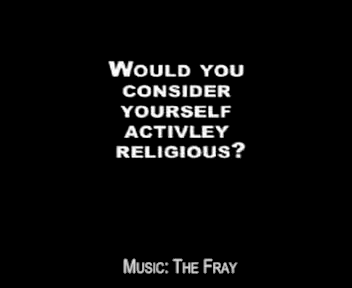 Would you
consider
yourself
activley
religious?
Music: The Fray